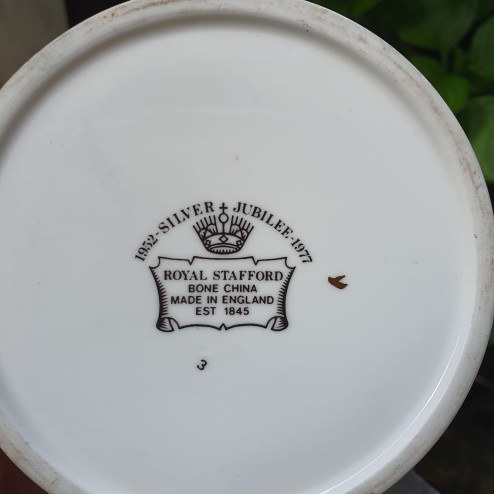 1952-SILVER JUBILEE-1977
ROYAL STAFFORD
BONE CHINA
MADE IN ENGLAND
EST 1845
3